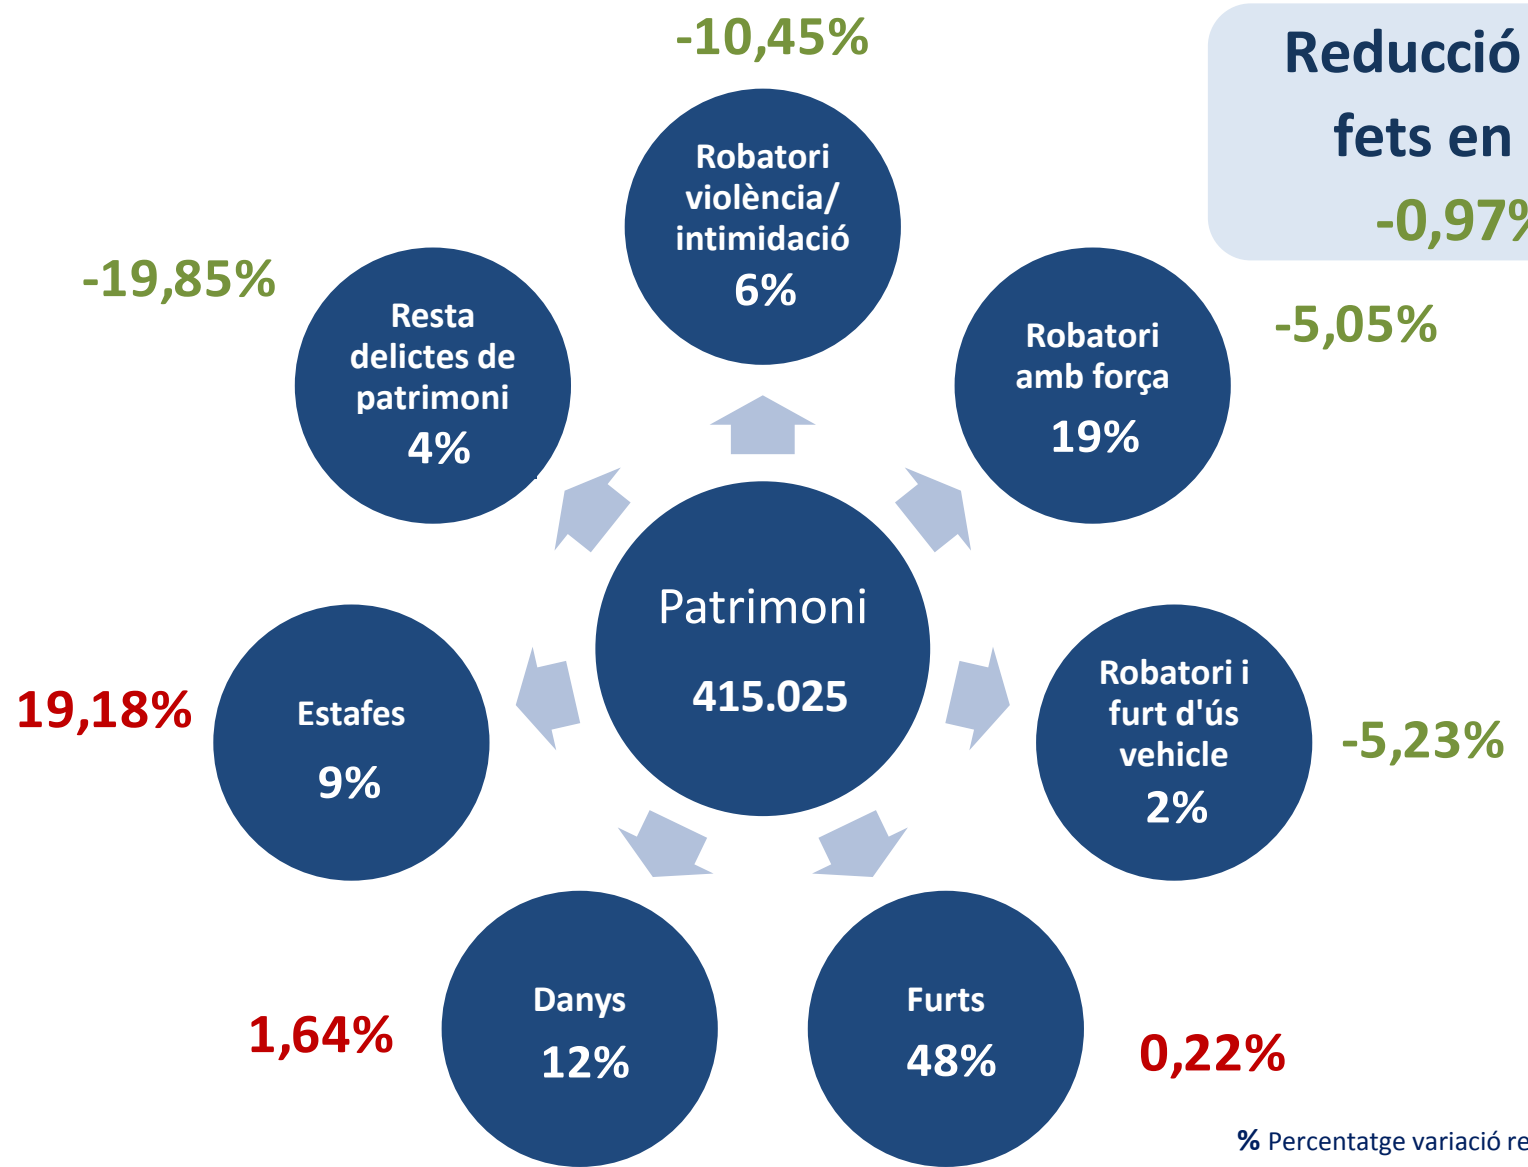 -10,45%
Reducció
fets en
-0,97%
Robatori
violència/
intimidació
6%
-19,85%
Resta
delictes de
patrimoni
4%
Robatori
amb força
19%
-5,05%
Patrimoni
415.025
19,18%
Estafes
9%
Robatori i
furt d'ús
vehicle
2%
-5,23%
1,64%
Danys
12%
Furts
48%
0,22%
% Percentatge variació